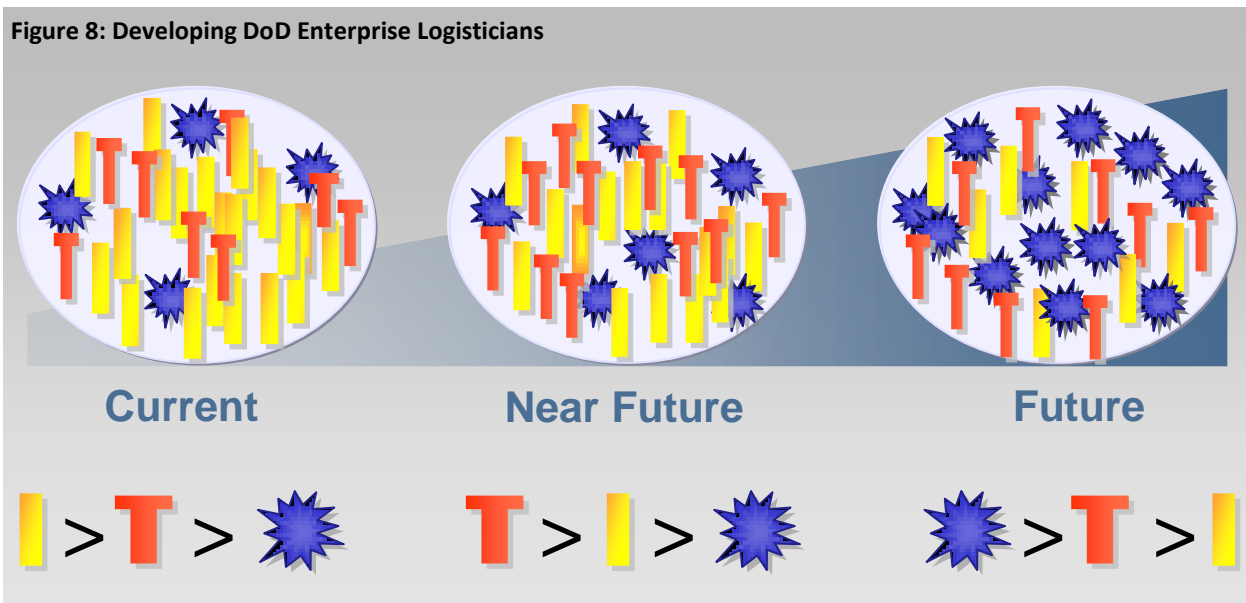 Figure 8: Developing DoD Enterprise Logisticians
Current
Near Future
Future
I > T >
T > I >
> T > I